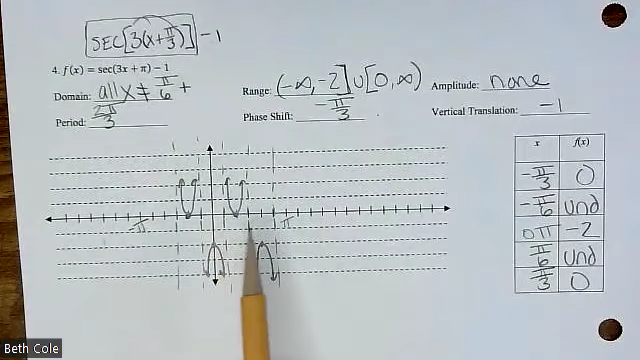 SEC[3(x+π/3)]-1
4. f(x) = sec(3x + π) − 1
Domain: all x ≠ π/6 +
Range: (-∞,-2]∪[0,∞)
Amplitude: none
Period: 2π/3
Phase Shift: -π/3
Vertical Translation: -1
x f(x)
-π/3 0
-π/6 und
0π -2
π/6 und
π/3 0
-π π
Beth Cole